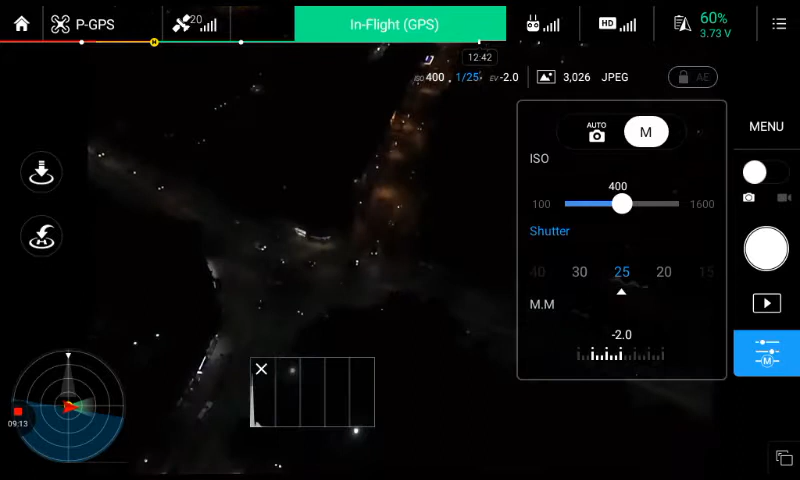 P-GPS
20
In-Flight (GPS)
HD
60%
3.73 V
H
12:42
ISO 400 1/25 EV -2.0 3,026 JPEG AE
AUTO
M
MENU
ISO
400
100 1600
Shutter
40 30 25 20 15
M.M
-2.0
M
H
09:13